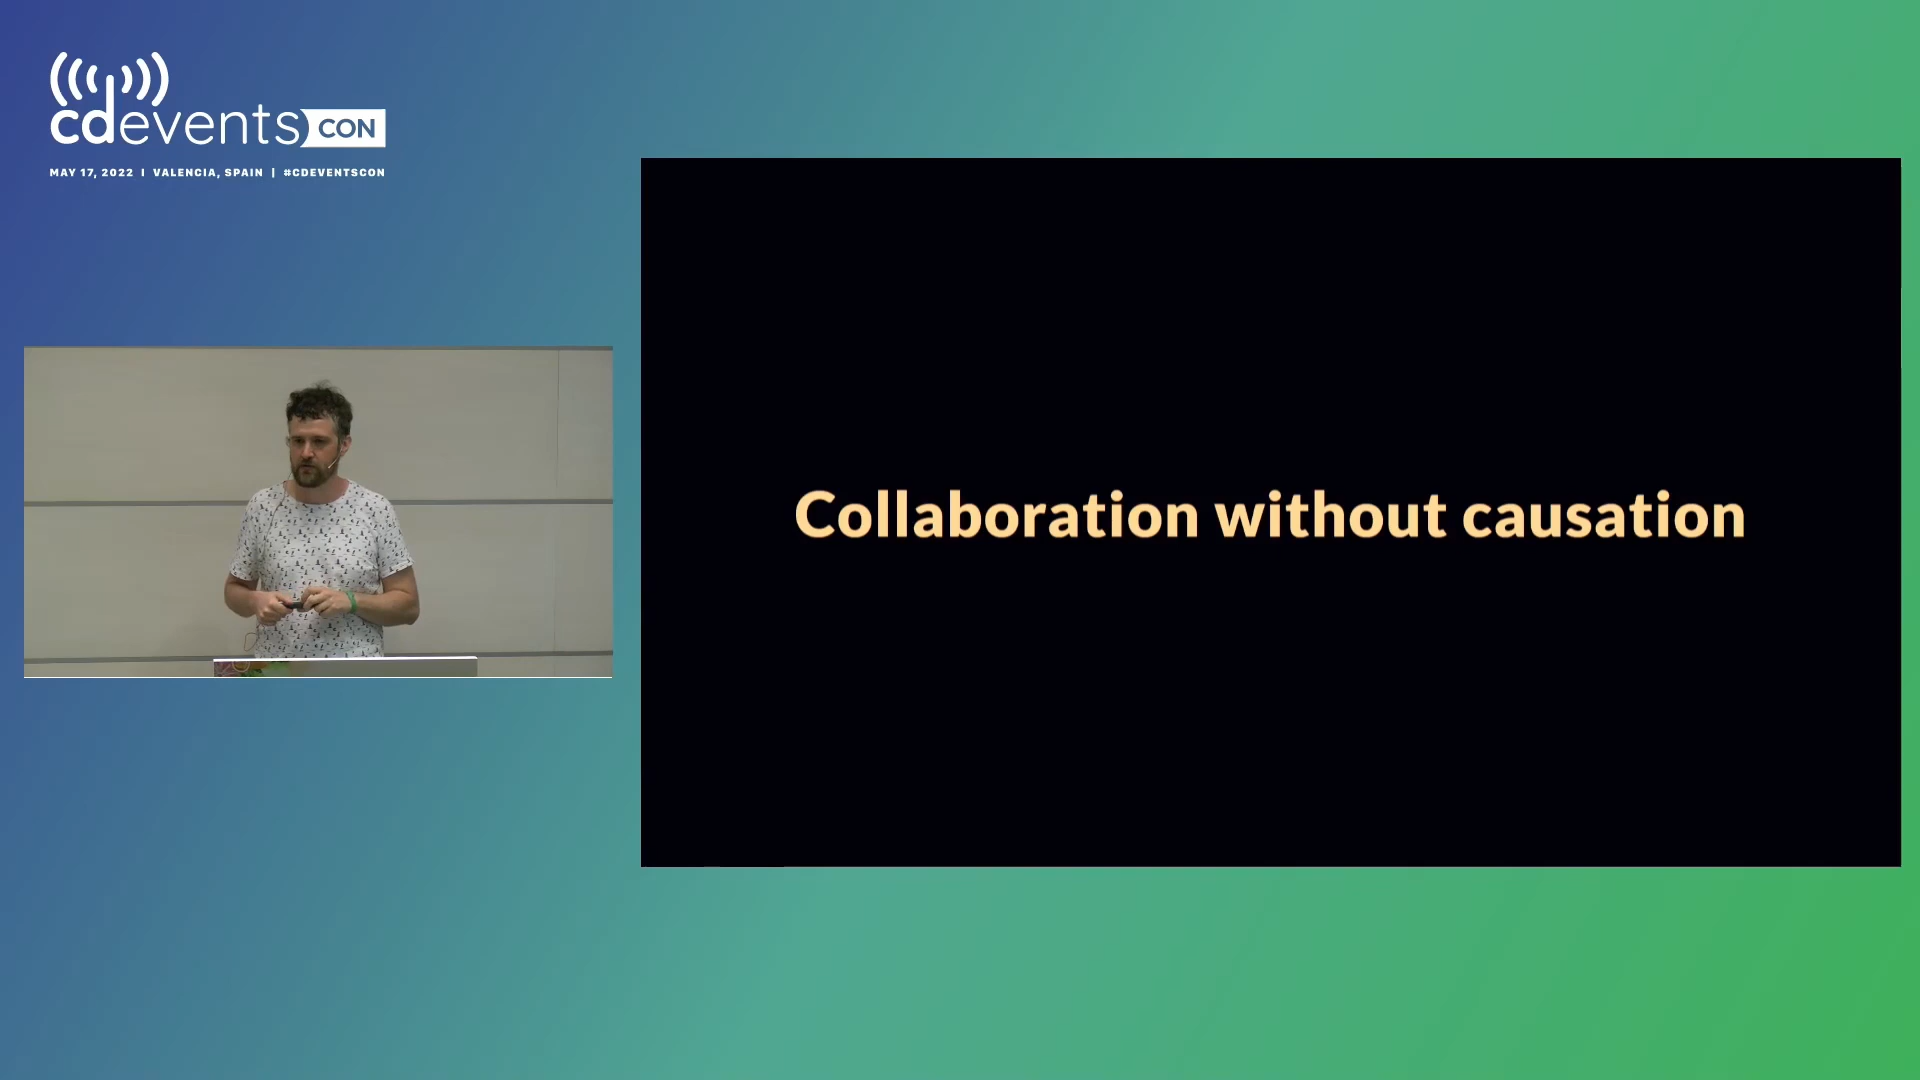 cdevents CON
MAY 17, 2022 | VALENCIA, SPAIN | #CDEVENTSCON
Collaboration without causation